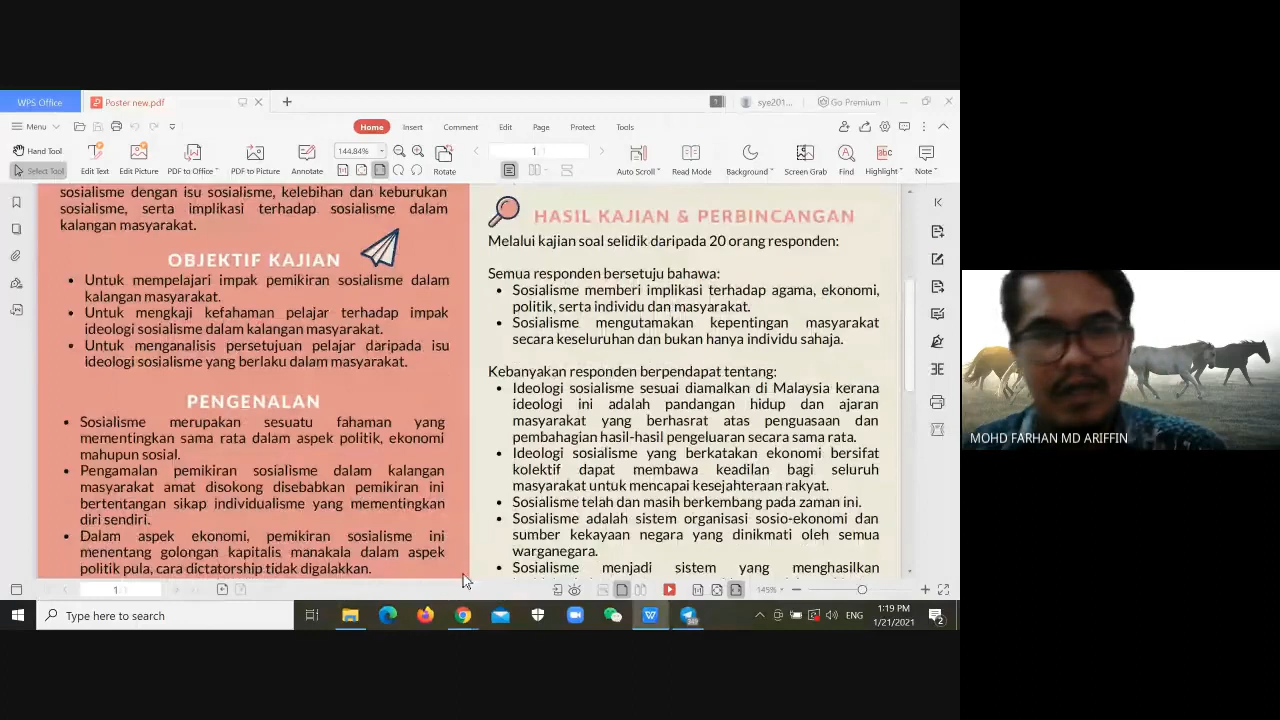 WPS Office
Poster new.pdf
1
sye201...
Go Premium
Menu
Home
Insert
Comment
Edit
Page
Protect
Tools
Hand Tool
Select Tool
Edit Text
Edit Picture
PDF to Office
PDF to Picture
Annotate
144.84%
Rotate
1
Auto Scroll
Read Mode
Background
Screen Grab
Find
Highlight
Note
sosialisme dengan isu sosialisme, kelebihan dan keburukan
sosialisme, serta implikasi terhadap sosialisme dalam
kalangan masyarakat.
OBJEKTIF KAJIAN
• Untuk mempelajari impak pemikiran sosialisme dalam
kalangan masyarakat.
• Untuk mengkaji kefahaman pelajar terhadap impak
ideologi sosialisme dalam kalangan masyarakat.
• Untuk menganalisis persetujuan pelajar daripada isu
ideologi sosialisme yang berlaku dalam masyarakat.
PENGENALAN
• Sosialisme merupakan sesuatu fahaman yang
mementingkan sama rata dalam aspek politik, ekonomi
mahupun sosial.
• Pengamalan pemikiran sosialisme dalam kalangan
masyarakat amat disokong disebabkan pemikiran ini
bertentangan sikap individualisme yang mementingkan
diri sendiri.
• Dalam aspek ekonomi, pemikiran sosialisme ini
menentang golongan kapitalis manakala dalam aspek
politik pula, cara dictatorship tidak digalakkan.
HASIL KAJIAN & PERBINCANGAN
Melalui kajian soal selidik daripada 20 orang responden:
Semua responden bersetuju bahawa:
• Sosialisme memberi implikasi terhadap agama, ekonomi,
politik, serta individu dan masyarakat.
• Sosialisme mengutamakan kepentingan masyarakat
secara keseluruhan dan bukan hanya individu sahaja.
Kebanyakan responden berpendapat tentang:
• Ideologi sosialisme sesuai diamalkan di Malaysia kerana
ideologi ini adalah pandangan hidup dan ajaran
masyarakat yang berhasrat atas penguasaan dan
pembahagian hasil-hasil pengeluaran secara sama rata.
• Ideologi sosialisme yang berkatakan ekonomi bersifat
kolektif dapat membawa keadilan bagi seluruh
masyarakat untuk mencapai kesejahteraan rakyat.
• Sosialisme telah dan masih berkembang pada zaman ini.
• Sosialisme adalah sistem organisasi sosio-ekonomi dan
sumber kekayaan negara yang dinikmati oleh semua
warganegara.
• Sosialisme menjadi sistem yang menghasilkan
MOHD FARHAN MD ARIFFIN
1
145%
Type here to search
ENG
1:19 PM
1/21/2021
2